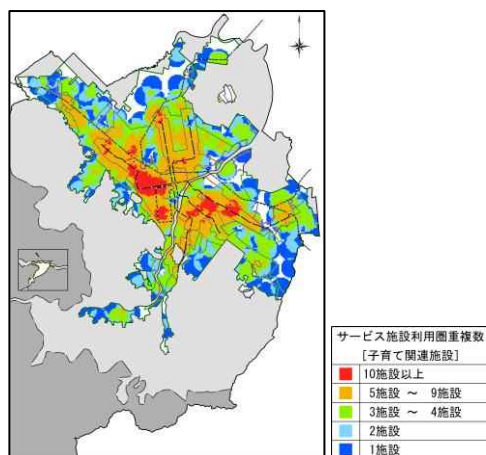 サービス施設利用圏重複数
[子育て関連施設]
10施設以上
5施設 ~ 9施設
3施設 ~ 4施設
2施設
1施設